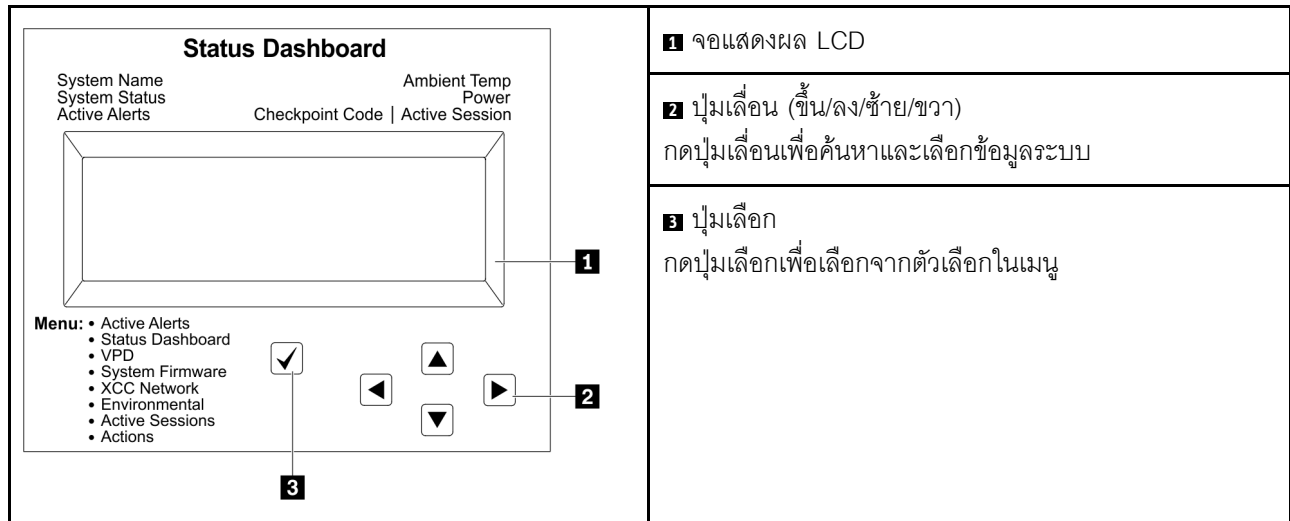 Status Dashboard
System Name
System Status
Active Alerts
Ambient Temp
Power
Checkpoint Code | Active Session
1
Menu: • Active Alerts
• Status Dashboard
• VPD
• System Firmware
• XCC Network
• Environmental
• Active Sessions
• Actions
2
3
1 จอแสดงผล LCD
2 ปุ่มเลื่อน (ขึ้น/ลง/ซ้าย/ขวา)
กดปุ่มเลื่อนเพื่อค้นหาและเลือกข้อมูลระบบ
3 ปุ่มเลือก
กดปุ่มเลือกเพื่อเลือกจากตัวเลือกในเมนู